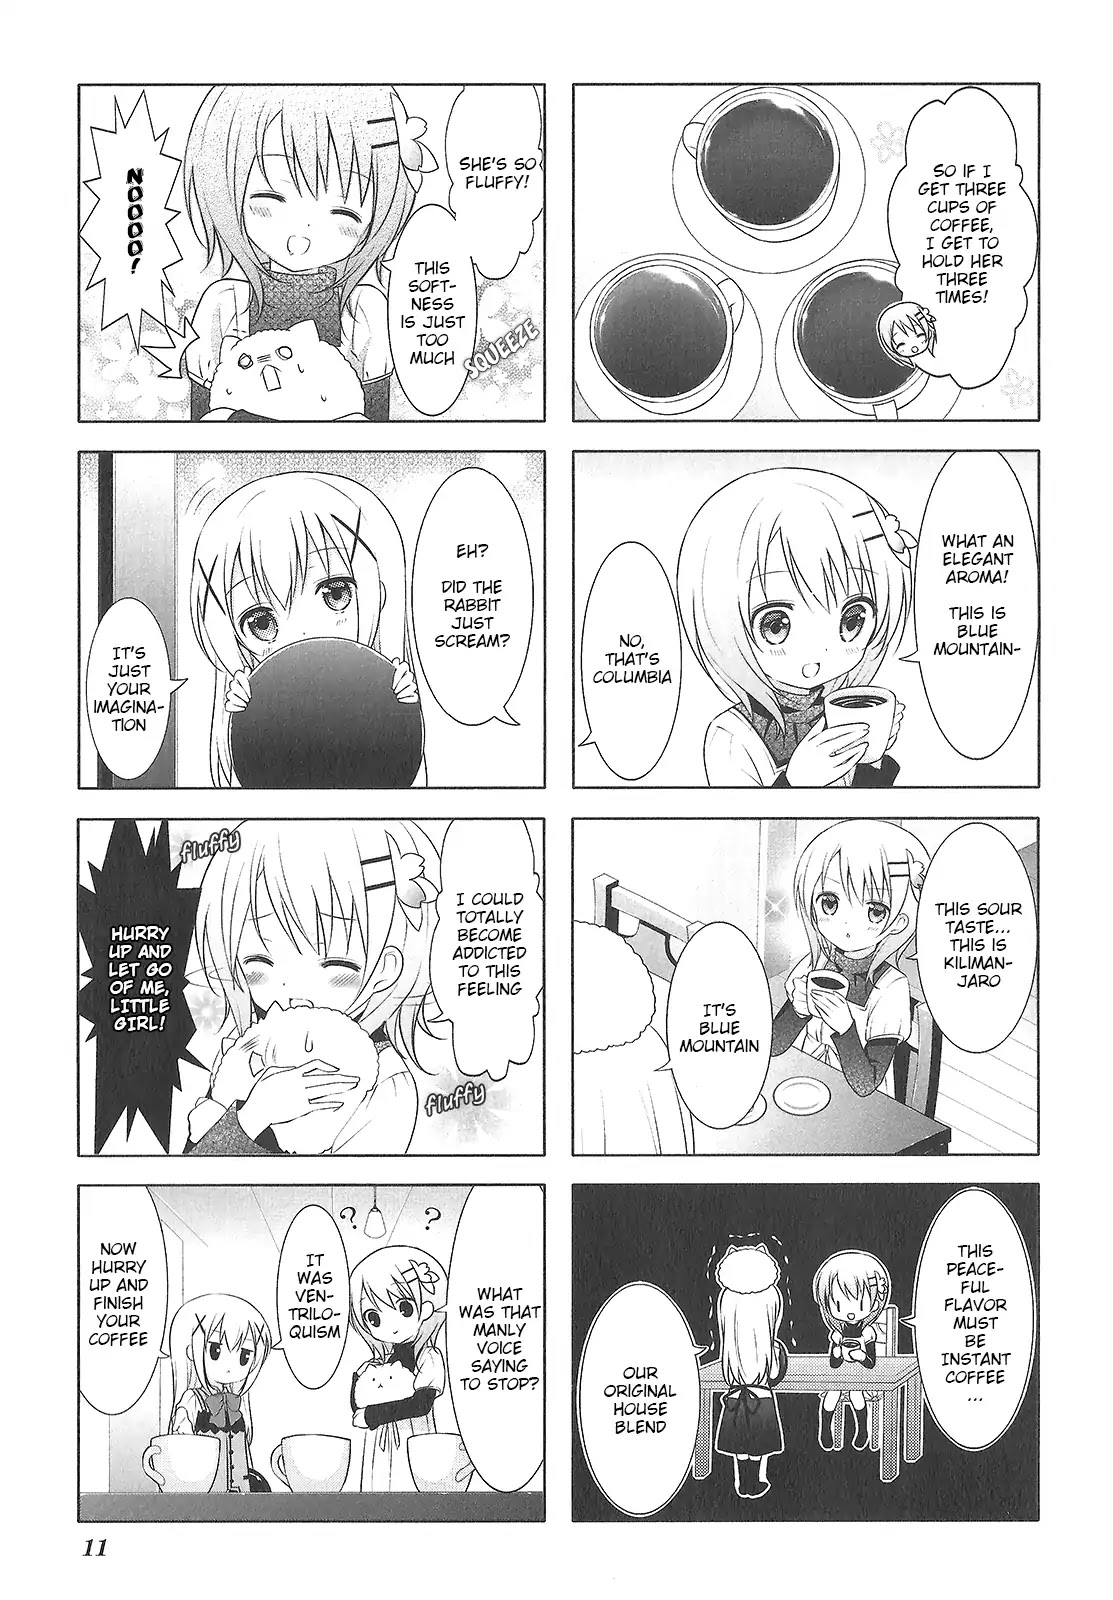 SO IF I
GET THREE
CUPS OF
COFFEE,
I GET TO
HOLD HER
THREE
TIMES!
WHAT AN
ELEGANT
AROMA!
THIS IS
BLUE
MOUNTAIN-
NO,
THAT'S
COLUMBIA
THIS SOUR
TASTE...
THIS IS
KILIMAN-
JARO
IT'S
BLUE
MOUNTAIN
THIS
PEACE-
FUL
FLAVOR
MUST
BE
INSTANT
COFFEE
...
OUR
ORIGINAL
HOUSE
BLEND
SHE'S SO
FLUFFY!
THIS
SOFT-
NESS
IS JUST
TOO
MUCH
SQUEEZE
NOOOO!
EH?
DID THE
RABBIT
JUST
SCREAM?
IT'S
JUST
YOUR
IMAGINA-
TION
I COULD
TOTALLY
BECOME
ADDICTED
TO THIS
FEELING
fluffy
fluffy
HURRY
UP AND
LET GO
OF ME,
LITTLE
GIRL!
WHAT
WAS THAT
MANLY
VOICE
SAYING
TO STOP?
? ?
IT
WAS
VEN-
TRILO-
QUISM
NOW
HURRY
UP AND
FINISH
YOUR
COFFEE
11